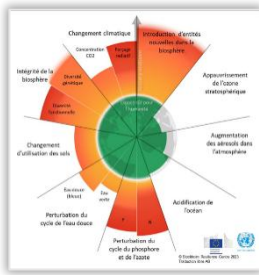 Changement climatique
Concentration
CO2
Forçage
radiatif
Introduction d'entités
nouvelles dans la
biosphère
Appauvrissement
de l'ozone
stratosphérique
Augmentation
des aérosols dans
l'atmosphère
Acidification de
l'océan
Perturbation du
cycle du phosphore
et de l'azote
Perturbation du
cycle de l'eau douce
Eau
verte
Eau douce
(bleue)
Changement
d'utilisation des sols
Intégrité de la
biosphère
Diversité
génétique
Diversité
fonctionnelle